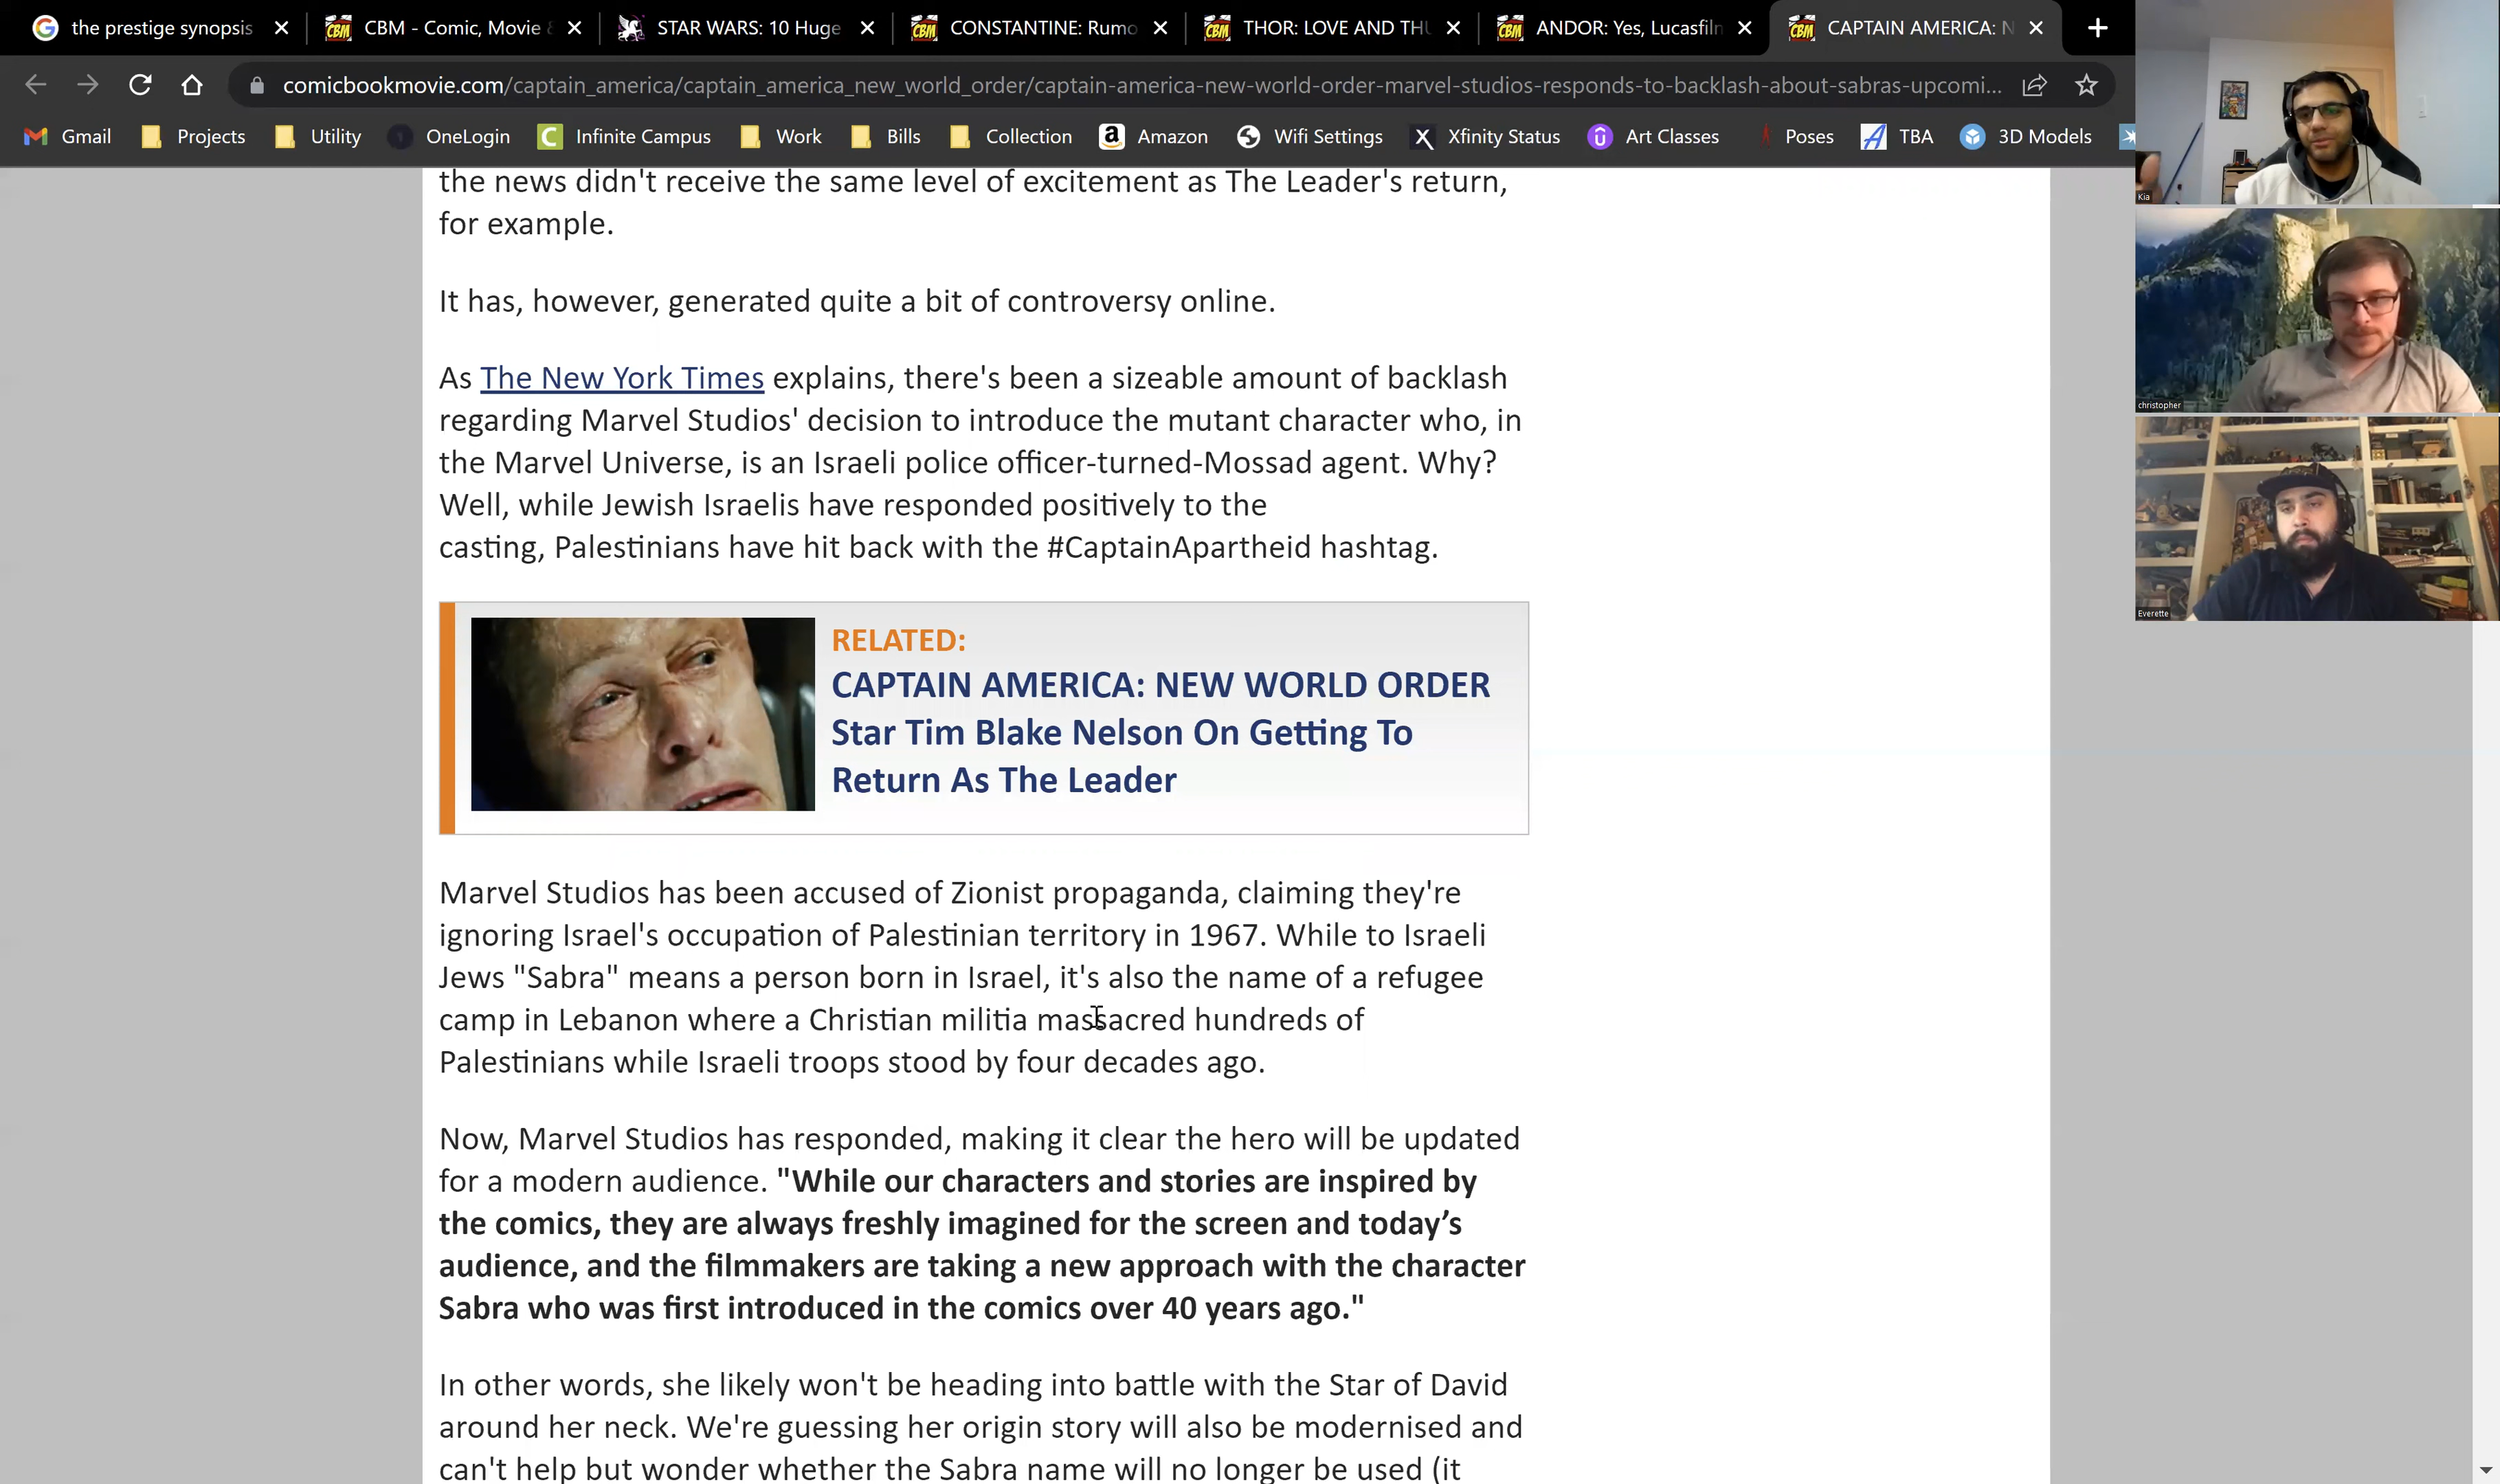 the prestige synopsis
CBM - Comic, Movie &
STAR WARS: 10 Huge
CONSTANTINE: Rumo
THOR: LOVE AND THU
ANDOR: Yes, Lucasfilm
CAPTAIN AMERICA: N
comicbookmovie.com/captain_america/captain_america_new_world_order/captain-america-new-world-order-marvel-studios-responds-to-backlash-about-sabras-upcomi...
Gmail
Projects
Utility
OneLogin
Infinite Campus
Work
Bills
Collection
Amazon
Wifi Settings
Xfinity Status
Art Classes
Poses
TBA
3D Models
Kia
christopher
Everette
the news didn't receive the same level of excitement as The Leader's return,
for example.
It has, however, generated quite a bit of controversy online.
As The New York Times explains, there's been a sizeable amount of backlash
regarding Marvel Studios' decision to introduce the mutant character who, in
the Marvel Universe, is an Israeli police officer-turned-Mossad agent. Why?
Well, while Jewish Israelis have responded positively to the
casting, Palestinians have hit back with the #CaptainApartheid hashtag.
RELATED:
CAPTAIN AMERICA: NEW WORLD ORDER
Star Tim Blake Nelson On Getting To
Return As The Leader
Marvel Studios has been accused of Zionist propaganda, claiming they're
ignoring Israel's occupation of Palestinian territory in 1967. While to Israeli
Jews "Sabra" means a person born in Israel, it's also the name of a refugee
camp in Lebanon where a Christian militia massacred hundreds of
Palestinians while Israeli troops stood by four decades ago.
Now, Marvel Studios has responded, making it clear the hero will be updated
for a modern audience. "While our characters and stories are inspired by
the comics, they are always freshly imagined for the screen and today’s
audience, and the filmmakers are taking a new approach with the character
Sabra who was first introduced in the comics over 40 years ago."
In other words, she likely won't be heading into battle with the Star of David
around her neck. We're guessing her origin story will also be modernised and
can't help but wonder whether the Sabra name will no longer be used (it